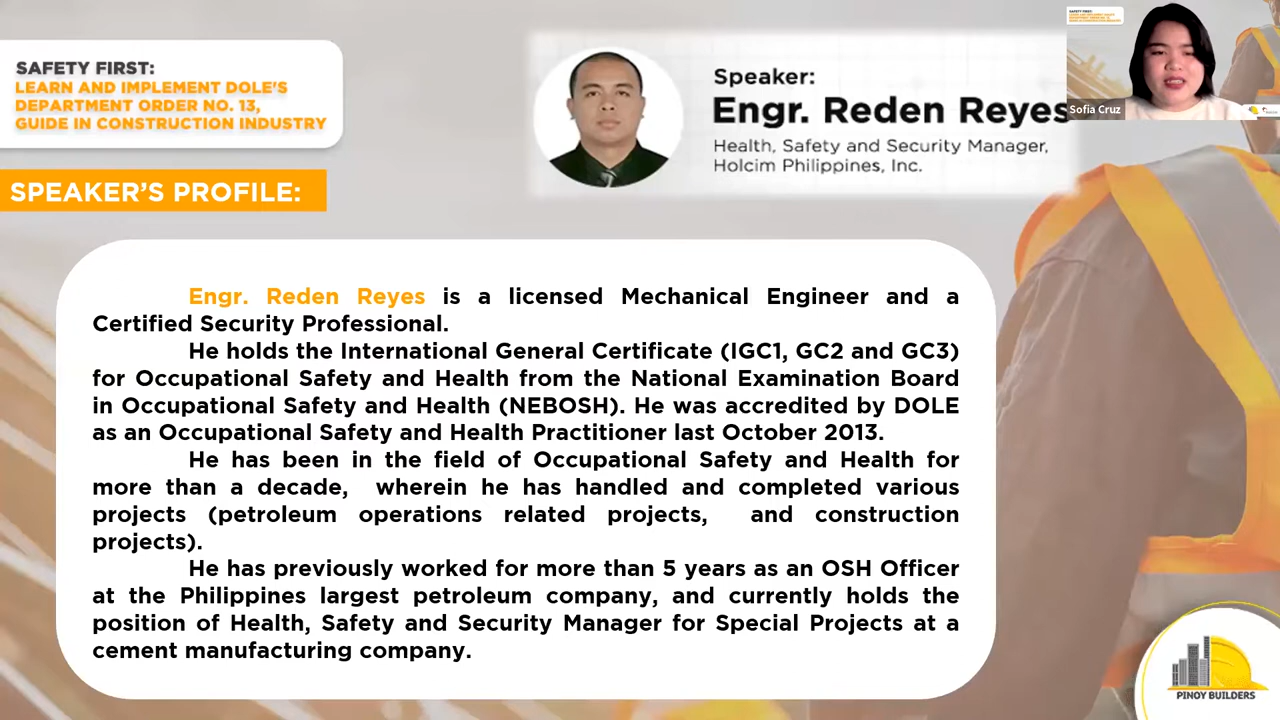 SAFETY FIRST:
LEARN AND IMPLEMENT DOLE'S
DEPARTMENT ORDER NO. 13,
GUIDE IN CONSTRUCTION INDUSTRY
SPEAKER'S PROFILE:
Speaker:
Engr. Reden Reyes
Health, Safety and Security Manager,
Holcim Philippines, Inc.
Sofia Cruz
Engr. Reden Reyes is a licensed Mechanical Engineer and a
Certified Security Professional.
He holds the International General Certificate (IGC1, GC2 and GC3)
for Occupational Safety and Health from the National Examination Board
in Occupational Safety and Health (NEBOSH). He was accredited by DOLE
as an Occupational Safety and Health Practitioner last October 2013.
He has been in the field of Occupational Safety and Health for
more than a decade, wherein he has handled and completed various
projects (petroleum operations related projects, and construction
projects).
He has previously worked for more than 5 years as an OSH Officer
at the Philippines largest petroleum company, and currently holds the
position of Health, Safety and Security Manager for Special Projects at a
cement manufacturing company.
PINOY BUILDERS